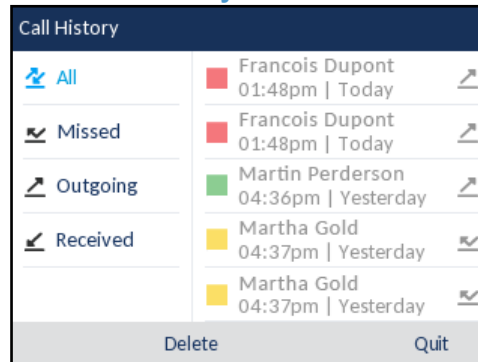 Call History
All
Missed
Outgoing
Received
Francois Dupont
01:48pm | Today
Francois Dupont
01:48pm | Today
Martin Perderson
04:36pm | Yesterday
Martha Gold
04:37pm | Yesterday
Martha Gold
04:37pm | Yesterday
Delete
Quit